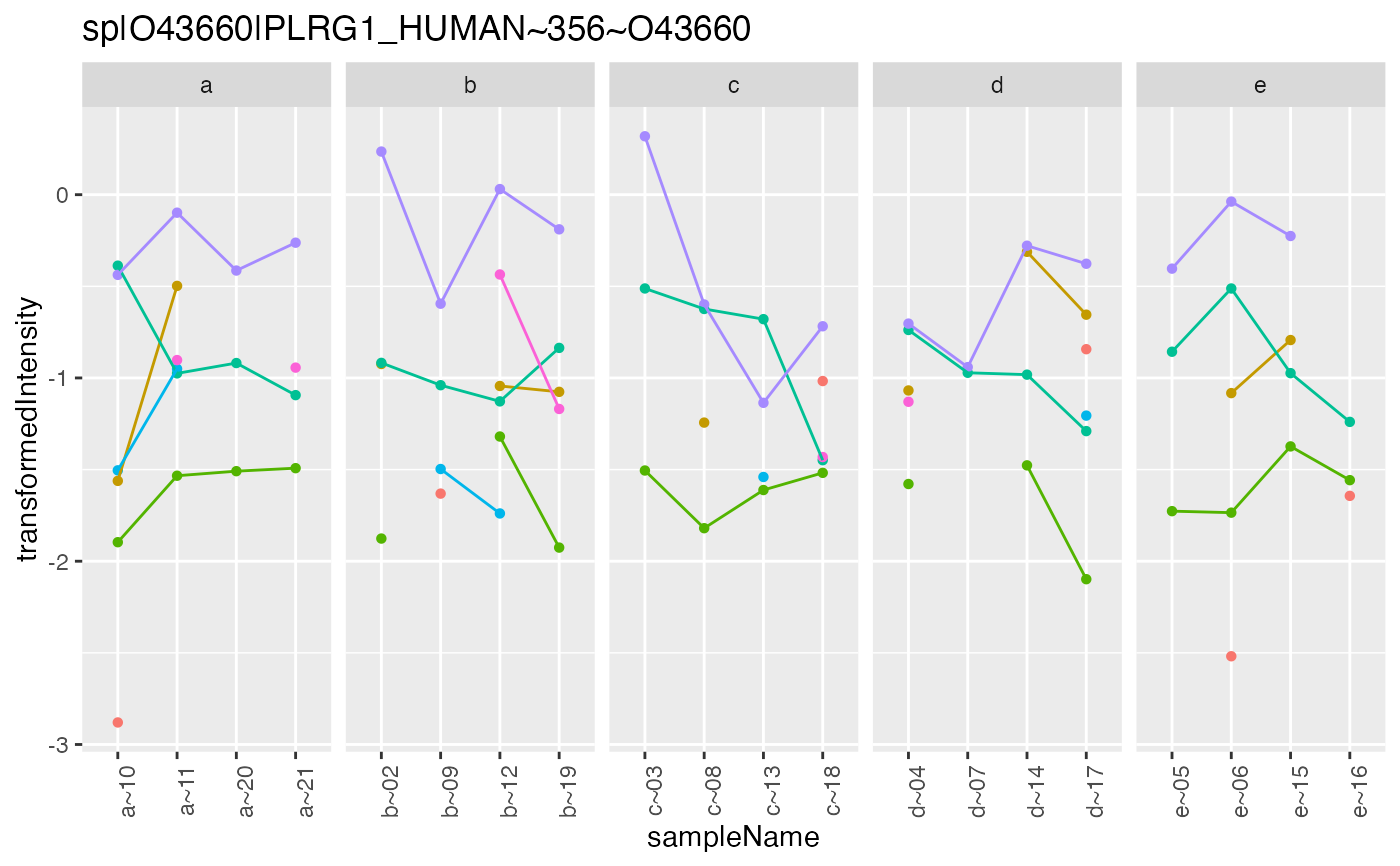 sp|O43660|PLRG1_HUMAN~356~O43660
a b c d e
transformedIntensity
0
-1
-2
-3
a~10 a~11 a~20 a~21 b~02 b~09 b~12 b~19 c~03 c~08 c~13 c~18 d~04 d~07 d~14 d~17 e~05 e~06 e~15 e~16
sampleName